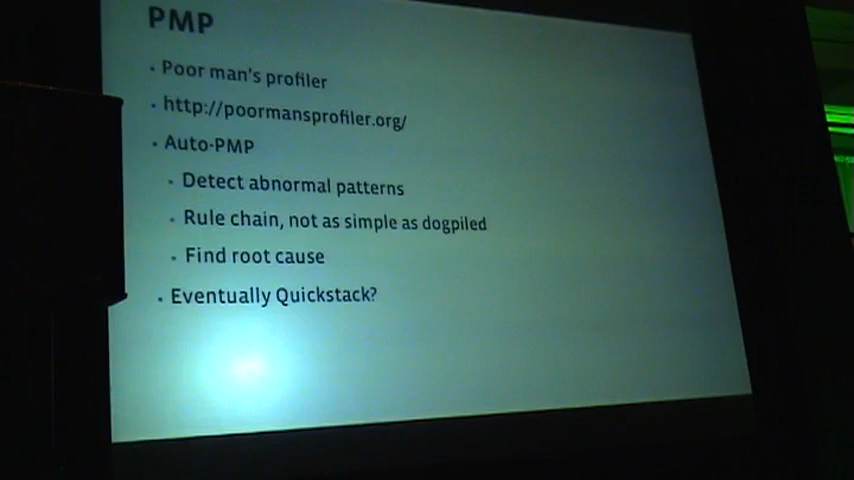 PMP
• Poor man's profiler
• http://poormansprofiler.org/
• Auto-PMP
• Detect abnormal patterns
• Rule chain, not as simple as dogpiled
• Find root cause
• Eventually Quickstack?